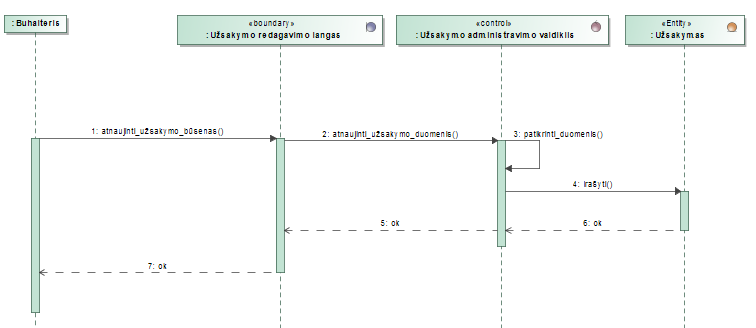 : Buhalteris
«boundary»
: Užsakymo redagavimo langas
«control»
: Užsakymo administravimo valdiklis
«Entity»
: Užsakymas
1: atnaujinti_užsakymo_būsenas()
2: atnaujinti_užsakymo_duomenis()
3: patikrinti_duomenis()
4: įrašyti()
5: ok
6: ok
7: ok